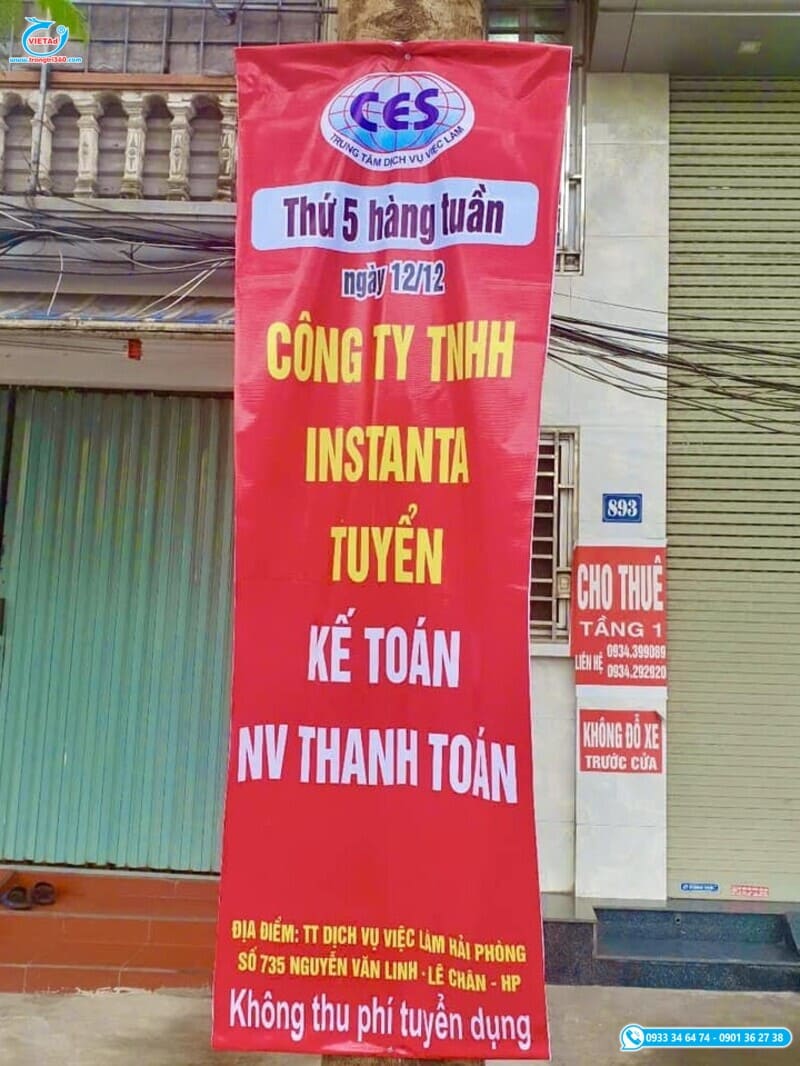 VIETAd
www.trangtri360.com
CES
TRUNG TÂM DỊCH VỤ VIỆC LÀM
Thứ 5 hàng tuần
ngày 12/12
CÔNG TY TNHH
INSTANTA
TUYỂN
KẾ TOÁN
NV THANH TOÁN
ĐỊA ĐIỂM: TT DỊCH VỤ VIỆC LÀM HẢI PHÒNG
SỐ 735 NGUYỄN VĂN LINH - LÊ CHÂN - HP
Không thu phí tuyển dụng
893
CHO THUÊ
TẦNG 1
LIÊN HỆ 0934.399089
0934.292920
KHÔNG ĐỖ XE
TRƯỚC CỬA
0933 34 64 74 - 0901 36 27 38